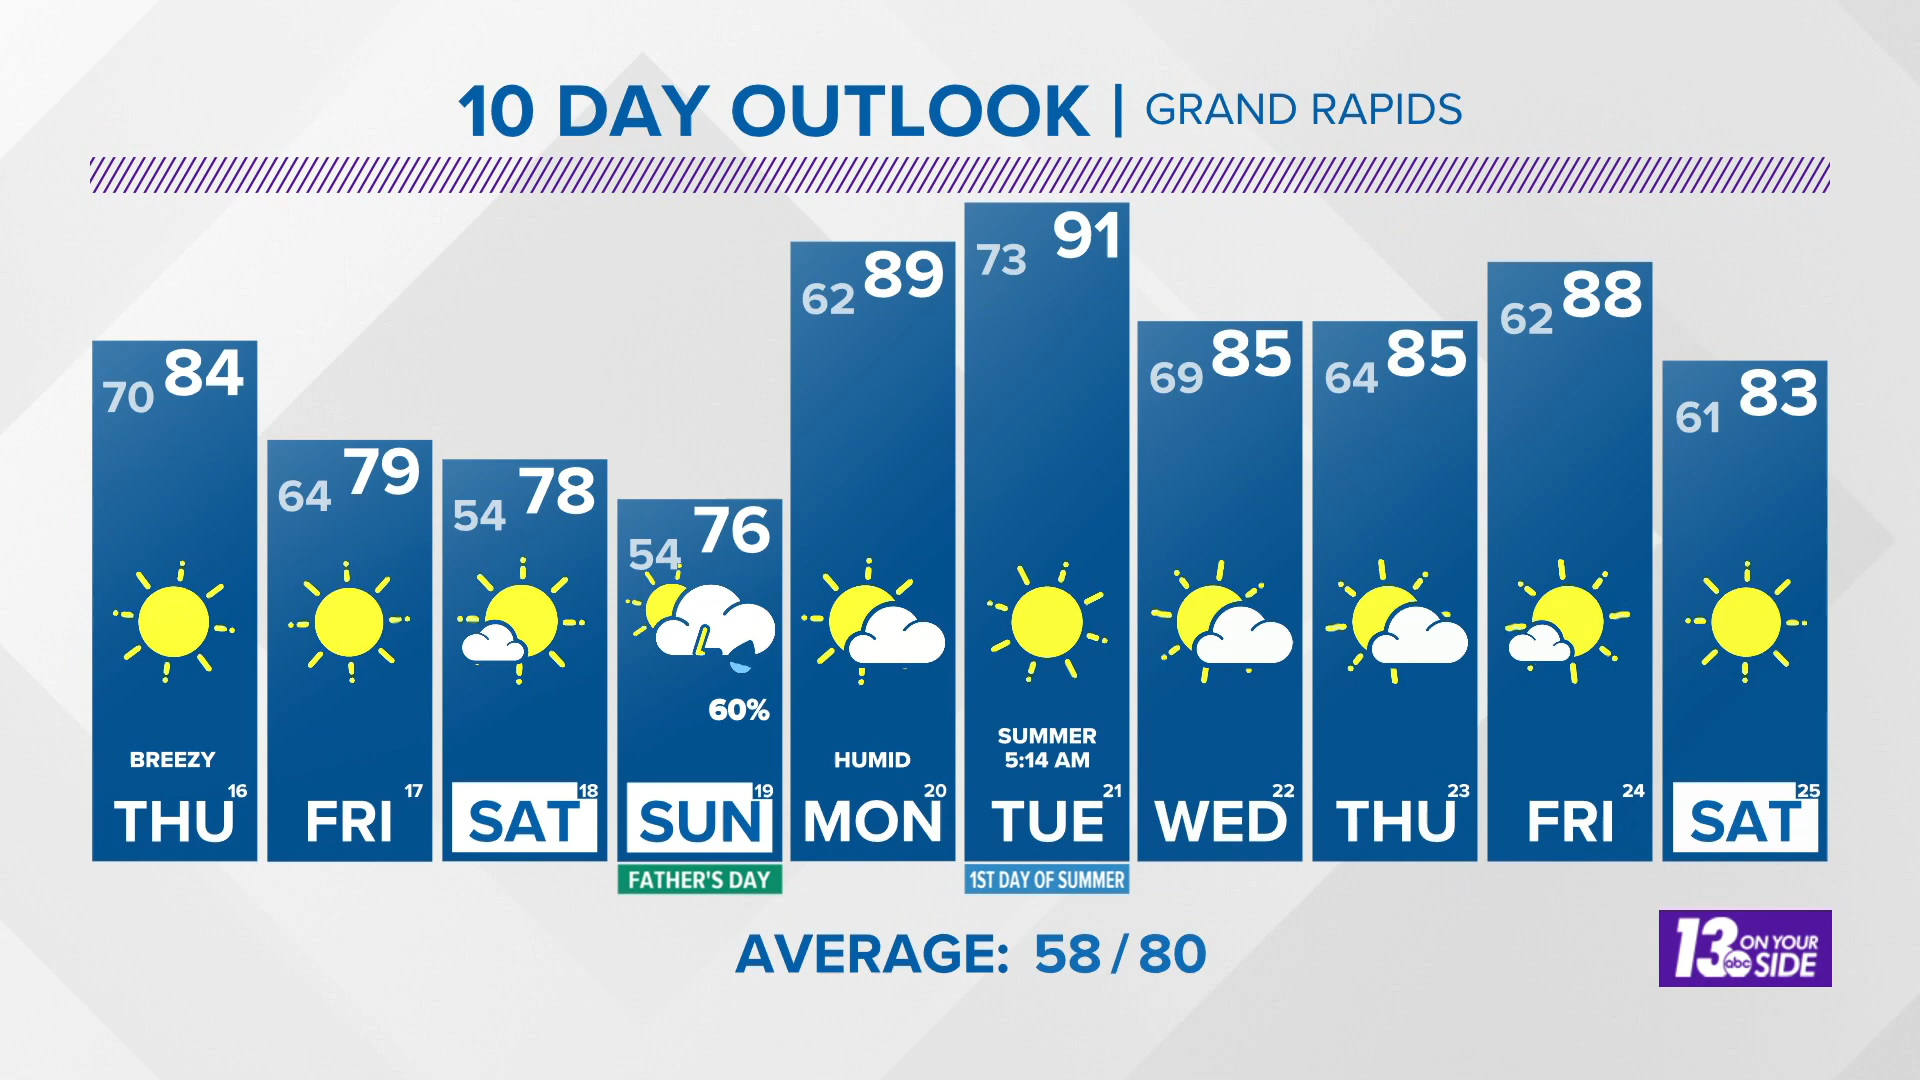 10 DAY OUTLOOK | GRAND RAPIDS
70 84
BREEZY
THU 16
64 79
FRI 17
54 78
SAT 18
54 76
60%
SUN 19
FATHER'S DAY
62 89
HUMID
MON 20
73 91
SUMMER
5:14 AM
TUE 21
1ST DAY OF SUMMER
69 85
WED 22
64 85
THU 23
62 88
FRI 24
61 83
SAT 25
AVERAGE: 58 / 80
13 ON YOUR
abc SIDE